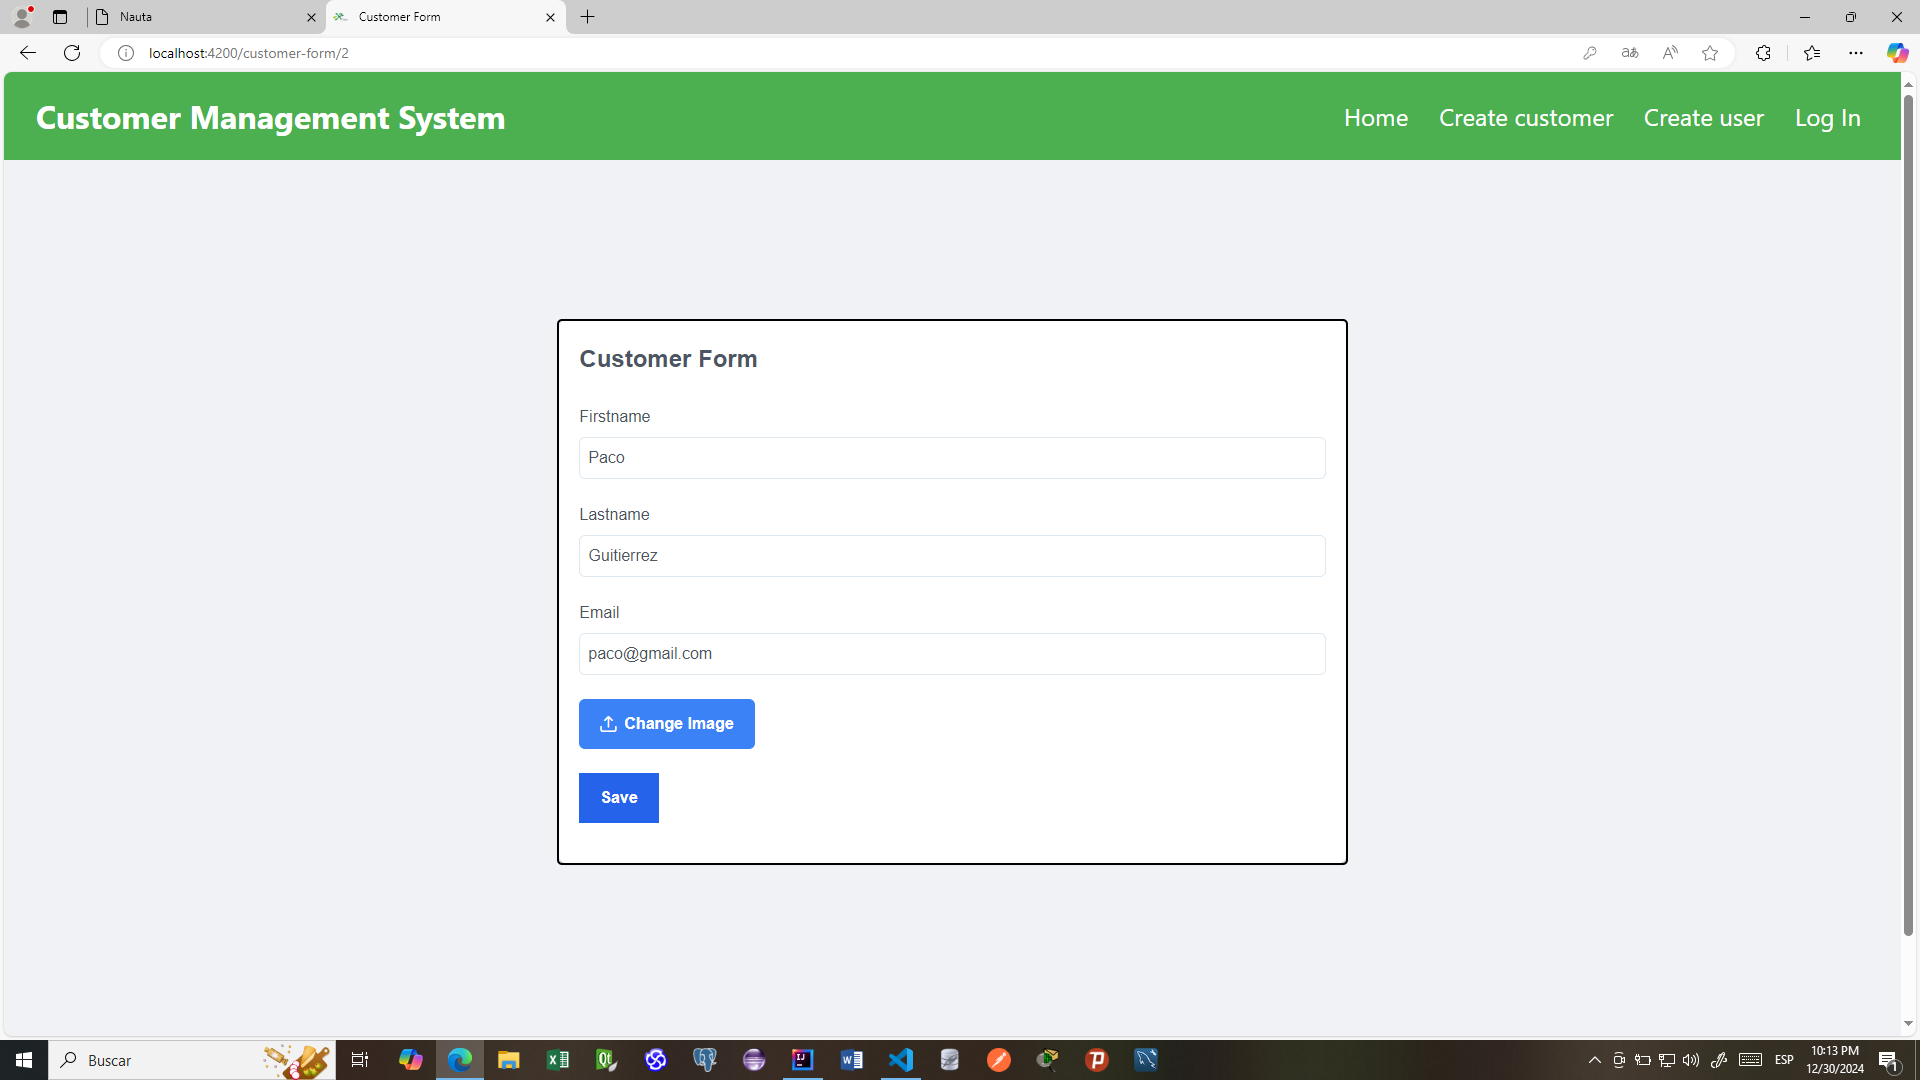 Nauta
Customer Form
localhost:4200/customer-form/2
Customer Management System
Home
Create customer
Create user
Log In
Customer Form
Firstname
Paco
Lastname
Guitierrez
Email
paco@gmail.com
Change Image
Save
Buscar
ESP
10:13 PM
12/30/2024
1